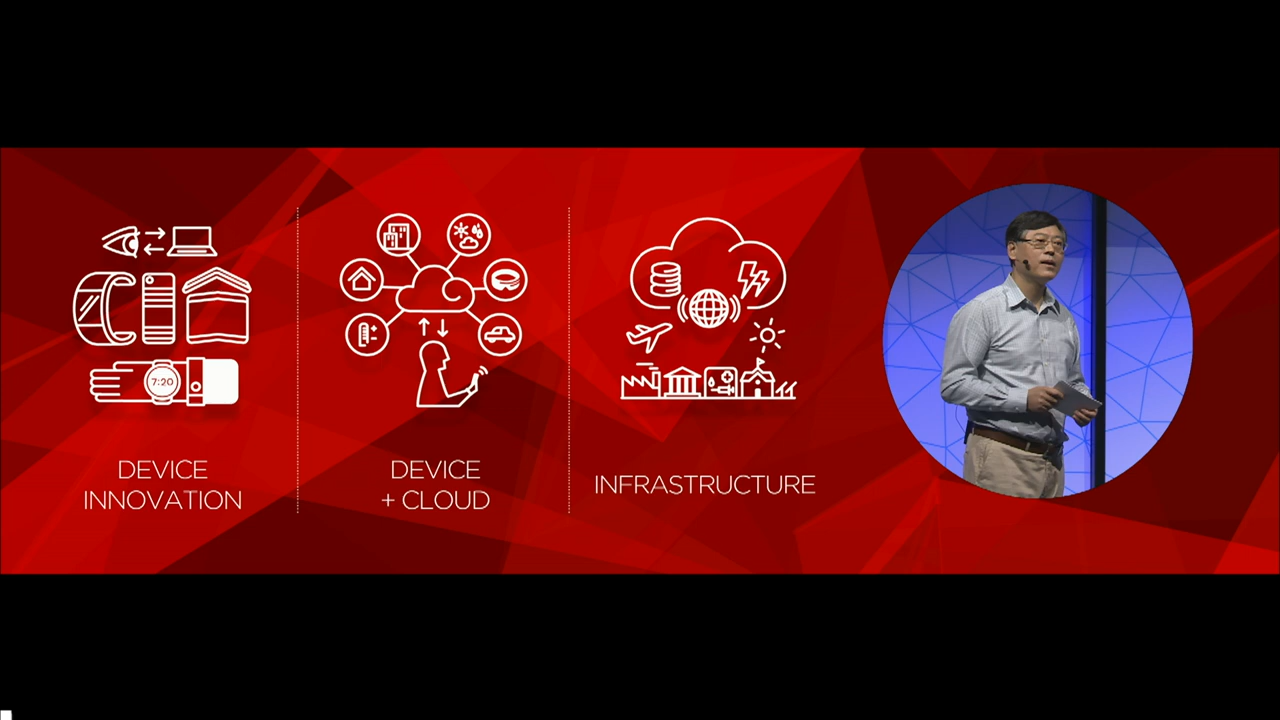 7:20
DEVICE
INNOVATION
DEVICE
+ CLOUD
INFRASTRUCTURE